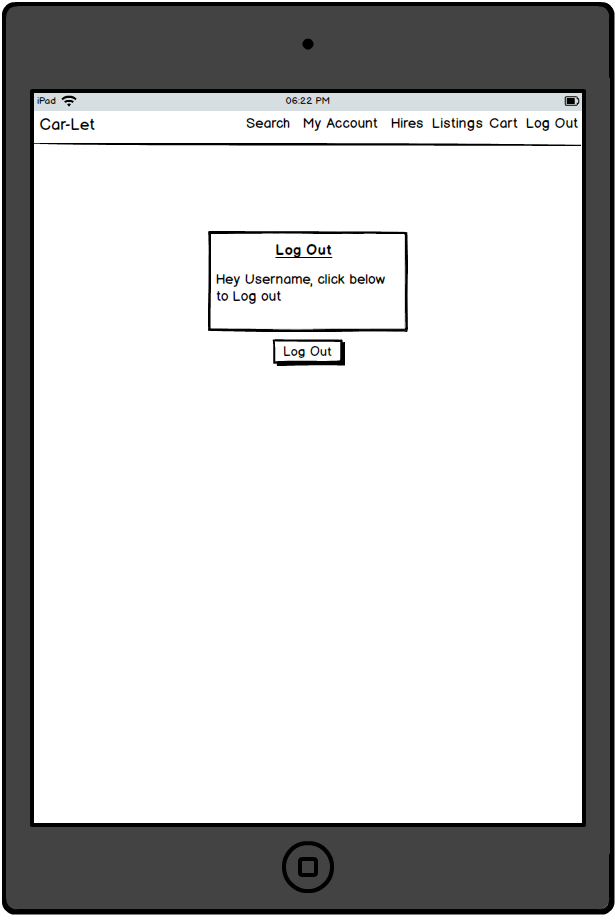 iPad 06:22 PM
Car-Let Search My Account Hires Listings Cart Log Out
Log Out
Hey Username, click below
to Log out
Log Out